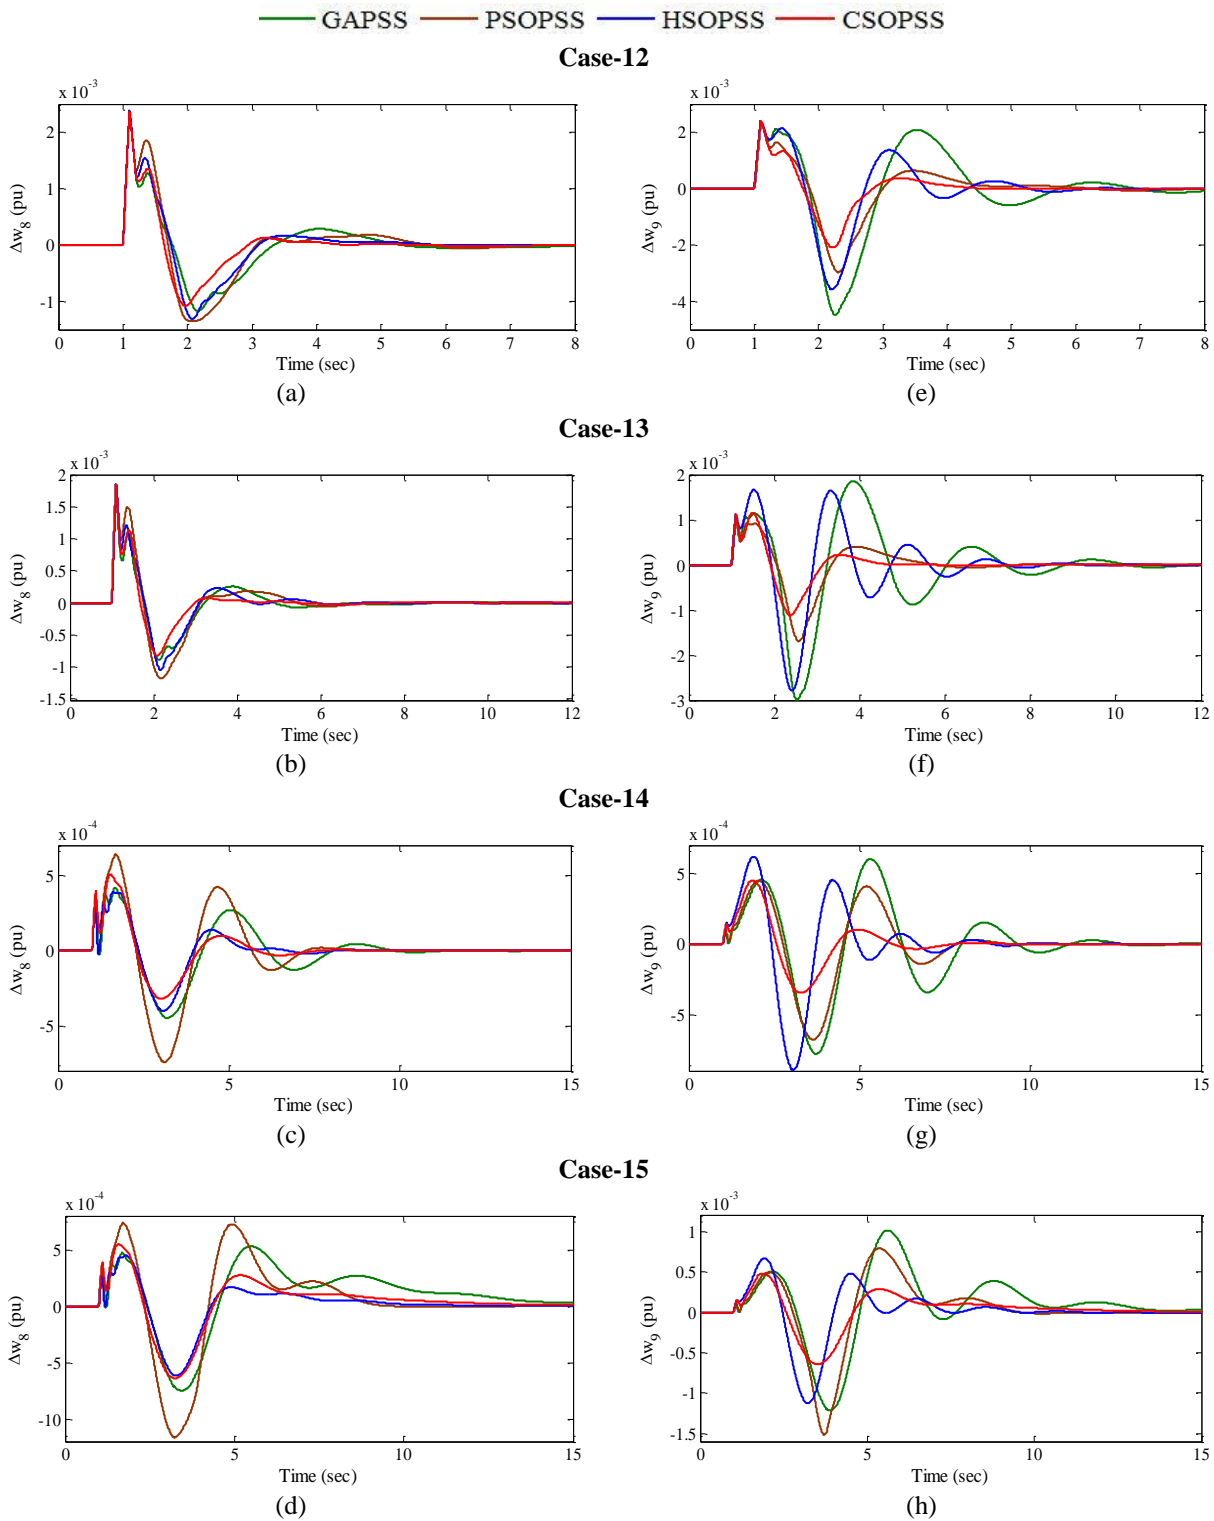 GAPSS PSOPSS HSOPSS CSOPSS
Case-12
x 10-3
2
1
0
-1
Δw8 (pu)
0 1 2 3 4 5 6 7 8
Time (sec)
(a)
x 10-3
2
0
-2
-4
Δw9 (pu)
0 1 2 3 4 5 6 7 8
Time (sec)
(e)
Case-13
x 10-3
2
1.5
1
0.5
0
-0.5
-1
-1.5
Δw8 (pu)
0 2 4 6 8 10 12
Time (sec)
(b)
x 10-3
2
1
0
-1
-2
-3
Δw9 (pu)
0 2 4 6 8 10 12
Time (sec)
(f)
Case-14
x 10-4
5
0
-5
Δw8 (pu)
0 5 10 15
Time (sec)
(c)
x 10-4
5
0
-5
Δw9 (pu)
0 5 10 15
Time (sec)
(g)
Case-15
x 10-4
5
0
-5
-10
Δw8 (pu)
0 5 10 15
Time (sec)
(d)
x 10-3
1
0.5
0
-0.5
-1
-1.5
Δw9 (pu)
0 5 10 15
Time (sec)
(h)